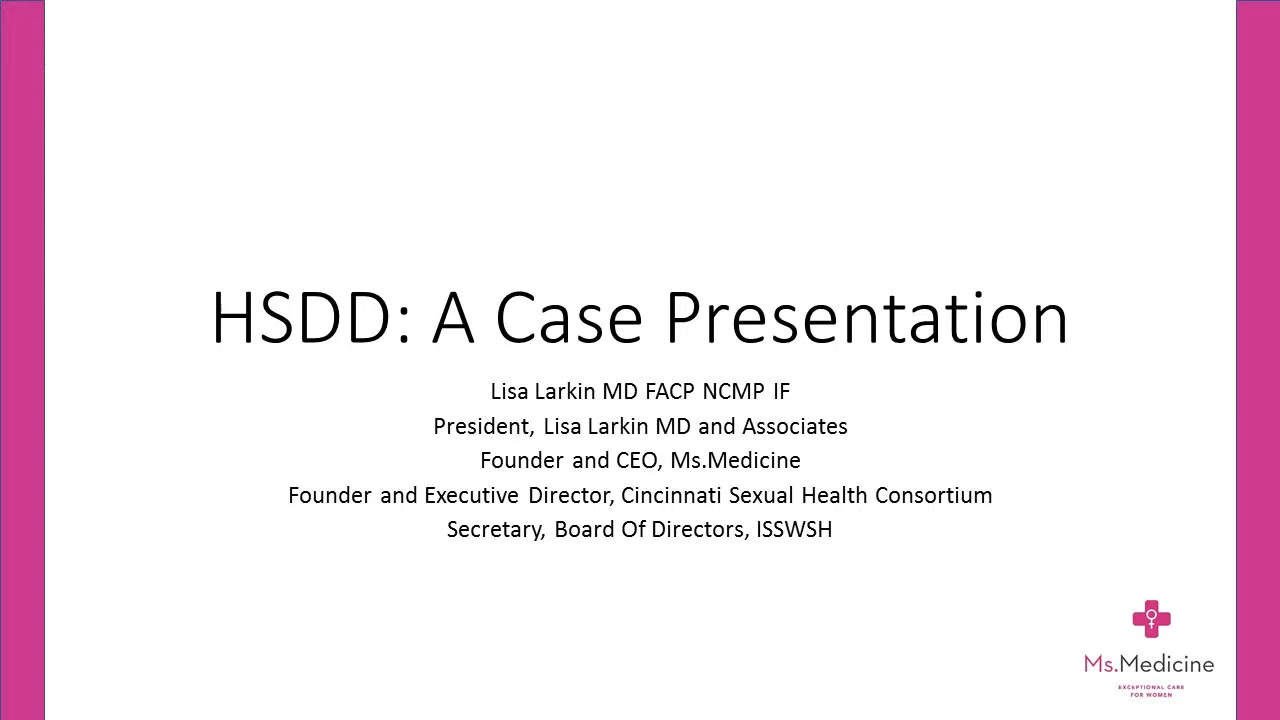 HSDD: A Case Presentation
Lisa Larkin MD FACP NCMP IF
President, Lisa Larkin MD and Associates
Founder and CEO, Ms.Medicine
Founder and Executive Director, Cincinnati Sexual Health Consortium
Secretary, Board Of Directors, ISSWSH
Ms.Medicine
EXCEPTIONAL CARE
FOR WOMEN